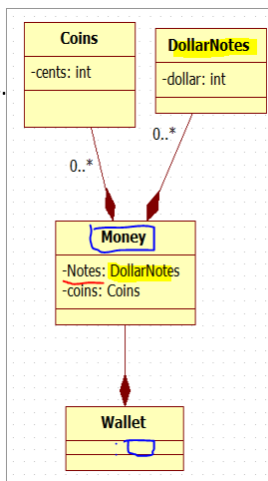 Coins
-cents: int
DollarNotes
-dollar: int
0..*
0..*
Money
-Notes: DollarNotes
-coins: Coins
Wallet